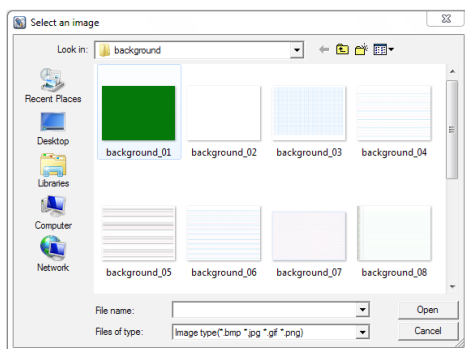 Select an image
Look in: background
Recent Places
Desktop
Libraries
Computer
Network
background_01 background_02 background_03 background_04
background_05 background_06 background_07 background_08
File name: Open
Files of type: Image type(*.bmp *.jpg *.gif *.png) Cancel